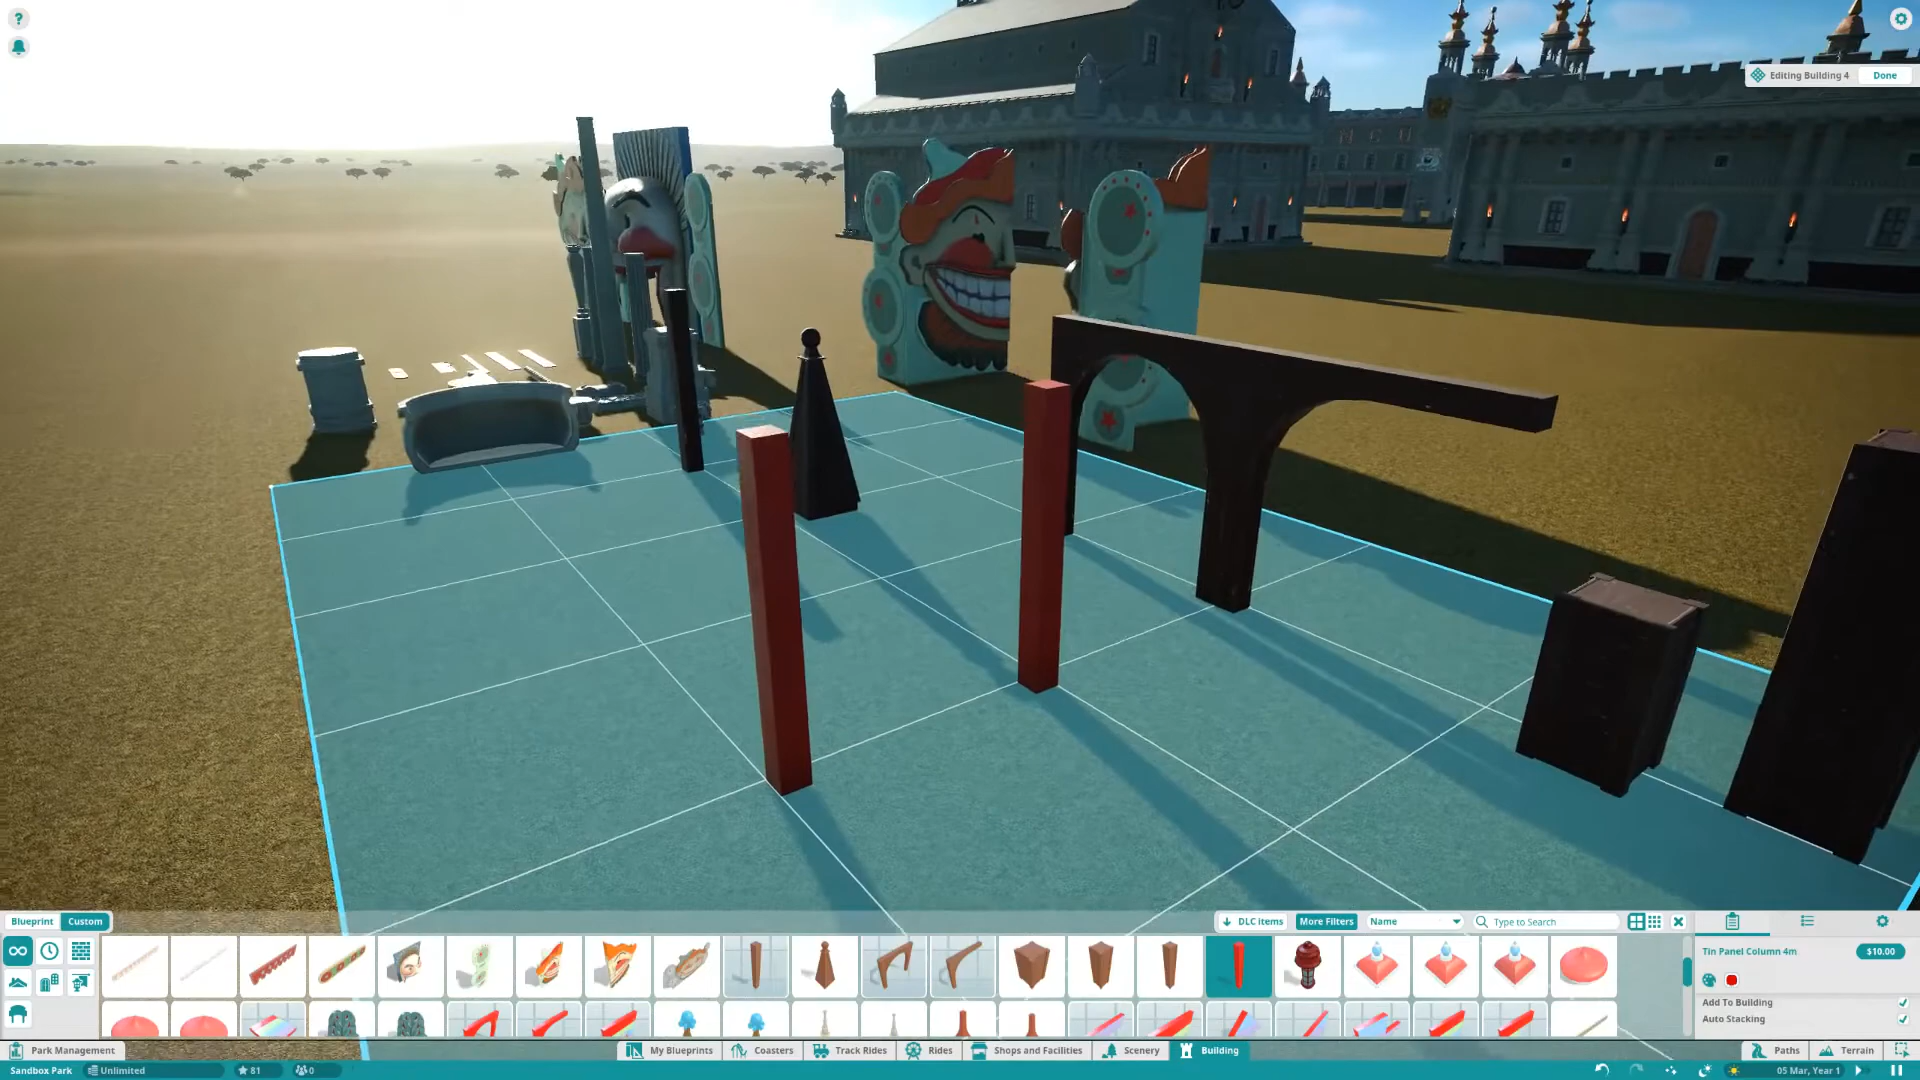 ?
Editing Building 4 Done
Blueprint Custom
DLC Items More Filters Name Type to Search
Tin Panel Column 4m $10.00
Add To Building
Auto Stacking
Park Management My Blueprints Coasters Track Rides Rides Shops and Facilities Scenery Building Paths Terrain
Sandbox Park Unlimited 81 0 05 Mar, Year 1